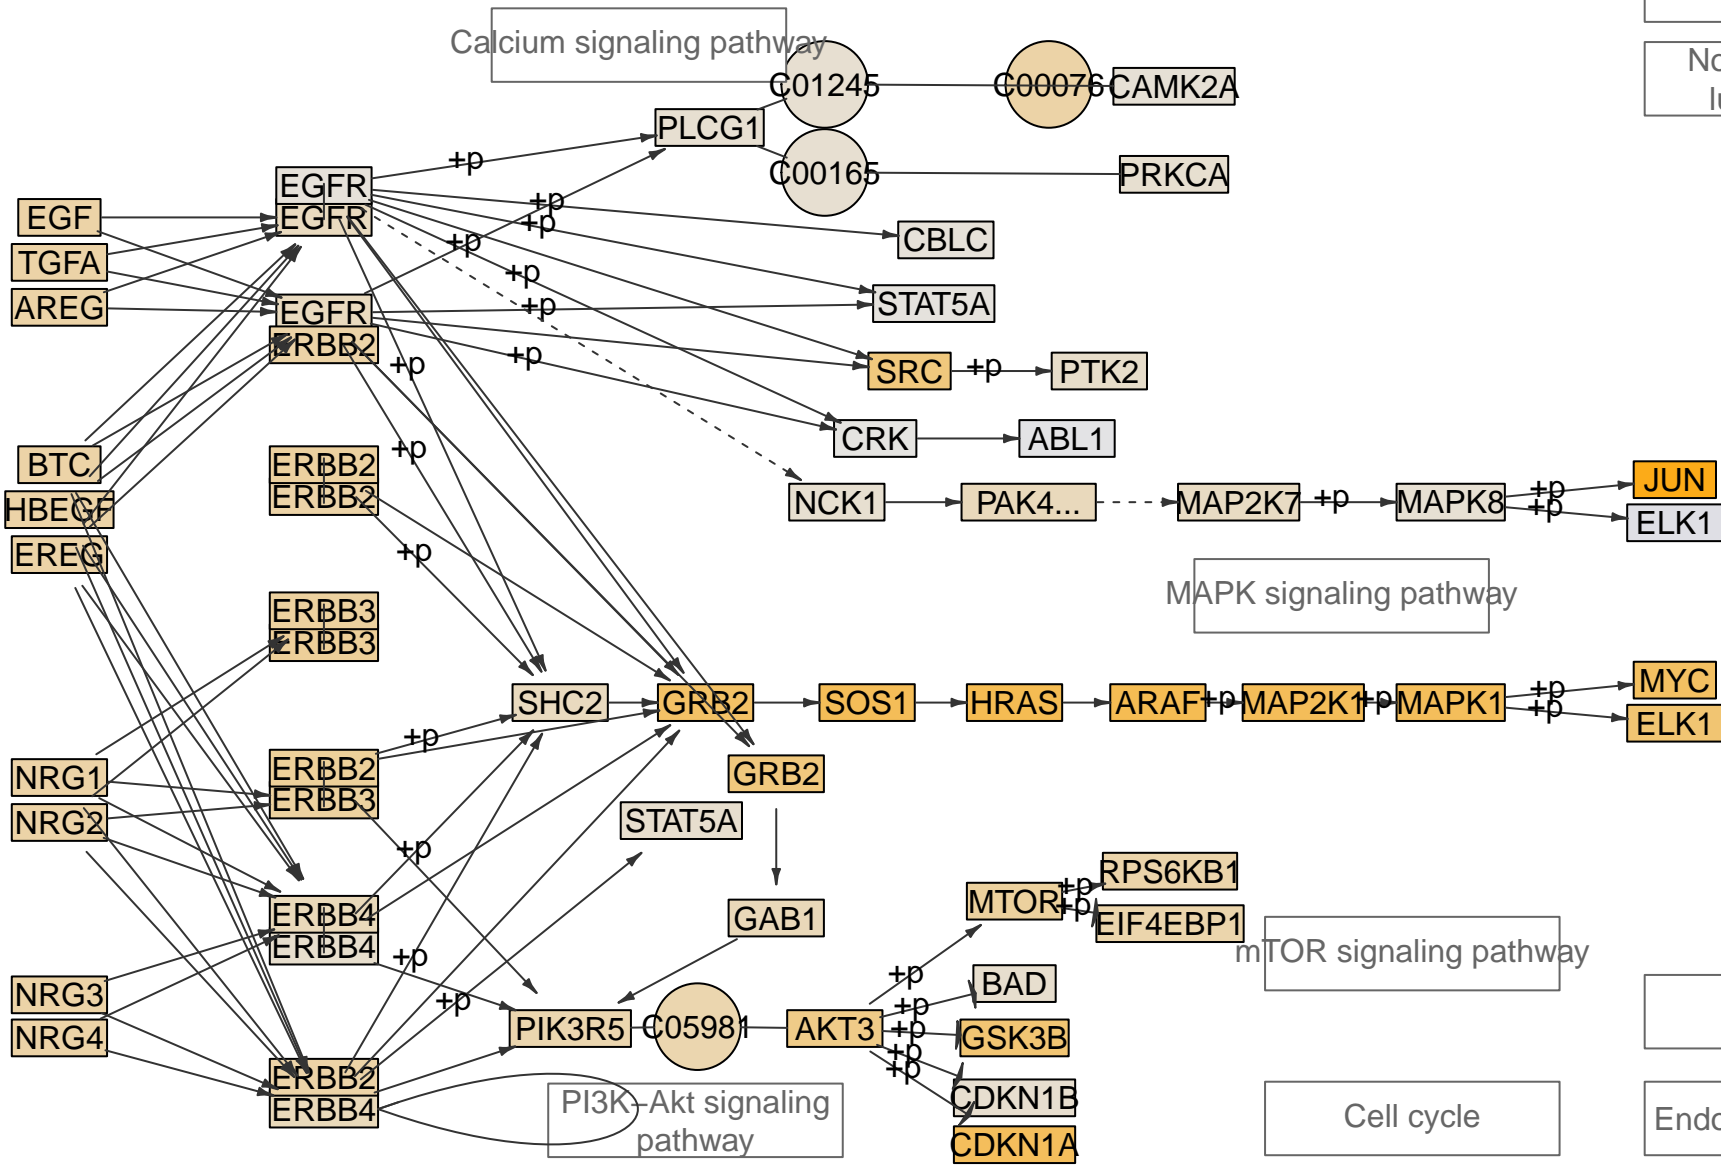 Calcium signaling pathway
No
lu
C01245
C00076
CAMK2A
PLCG1
+p
C00165
PRKCA
EGFR
EGF
EGFR
+p
+p
CBLC
TGFA
+p
+p
AREG
EGFR
+p
STAT5A
ERBB2
+p
+p
SRC
+p
PTK2
CRK
ABL1
BTC
ERBB2
+p
ERBB2
HBEGF
NCK1
PAK4...
MAP2K7
+p
MAPK8
+p
+p
JUN
ELK1
EREG
+p
MAPK signaling pathway
ERBB3
ERBB3
SHC2
GRB2
SOS1
HRAS
ARAF
+p
MAP2K1
+p
MAPK1
+p
+p
MYC
ELK1
+p
NRG1
ERBB2
ERBB3
GRB2
NRG2
STAT5A
+p
RPS6KB1
MTOR
+p
+p
EIF4EBP1
ERBB4
ERBB4
GAB1
mTOR signaling pathway
+p
+p
BAD
NRG3
+p
+p
PIK3R5
C05981
AKT3
+p
GSK3B
NRG4
+p
+p
ERBB2
ERBB4
CDKN1B
CDKN1A
PI3K−Akt signaling
pathway
Cell cycle
Endo